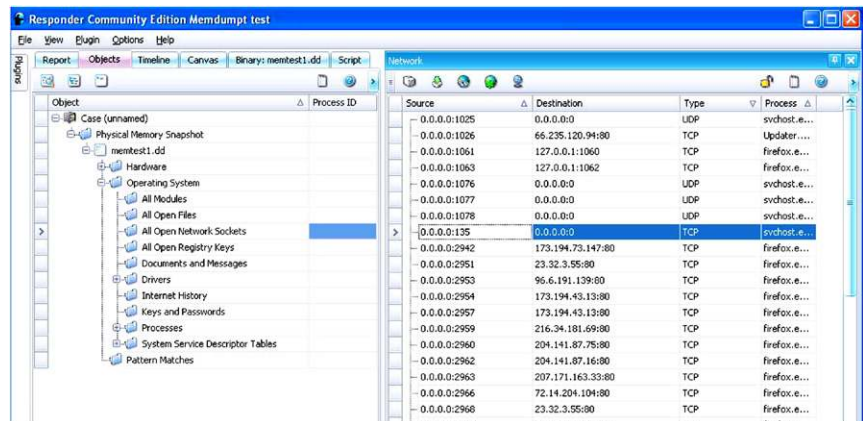 Responder Community Edition Memdumpt test
File View Plugin Options Help
Plugins
Report Objects Timeline Canvas Binary: memtest1.dd Script
Object Process ID
Case (unnamed)
Physical Memory Snapshot
memtest1.dd
Hardware
Operating System
All Modules
All Open Files
All Open Network Sockets
All Open Registry Keys
Documents and Messages
Drivers
Internet History
Keys and Passwords
Processes
System Service Descriptor Tables
Pattern Matches
Network
Source Destination Type Process
0.0.0.0:1025 0.0.0.0:0 UDP svchost.e...
0.0.0.0:1026 66.235.120.94:80 TCP Updater....
0.0.0.0:1061 127.0.0.1:1060 TCP firefox.e...
0.0.0.0:1063 127.0.0.1:1062 TCP firefox.e...
0.0.0.0:1076 0.0.0.0:0 UDP svchost.e...
0.0.0.0:1077 0.0.0.0:0 UDP svchost.e...
0.0.0.0:1078 0.0.0.0:0 UDP svchost.e...
0.0.0.0:135 0.0.0.0:0 TCP svchost.e...
0.0.0.0:2942 173.194.73.147:80 TCP firefox.e...
0.0.0.0:2951 23.32.3.55:80 TCP firefox.e...
0.0.0.0:2953 96.6.191.139:80 TCP firefox.e...
0.0.0.0:2954 173.194.43.13:80 TCP firefox.e...
0.0.0.0:2957 173.194.43.13:80 TCP firefox.e...
0.0.0.0:2959 216.34.181.69:80 TCP firefox.e...
0.0.0.0:2960 204.141.87.75:80 TCP firefox.e...
0.0.0.0:2962 204.141.87.16:80 TCP firefox.e...
0.0.0.0:2963 207.171.163.33:80 TCP firefox.e...
0.0.0.0:2966 72.14.204.104:80 TCP firefox.e...
0.0.0.0:2968 23.32.3.55:80 TCP firefox.e...